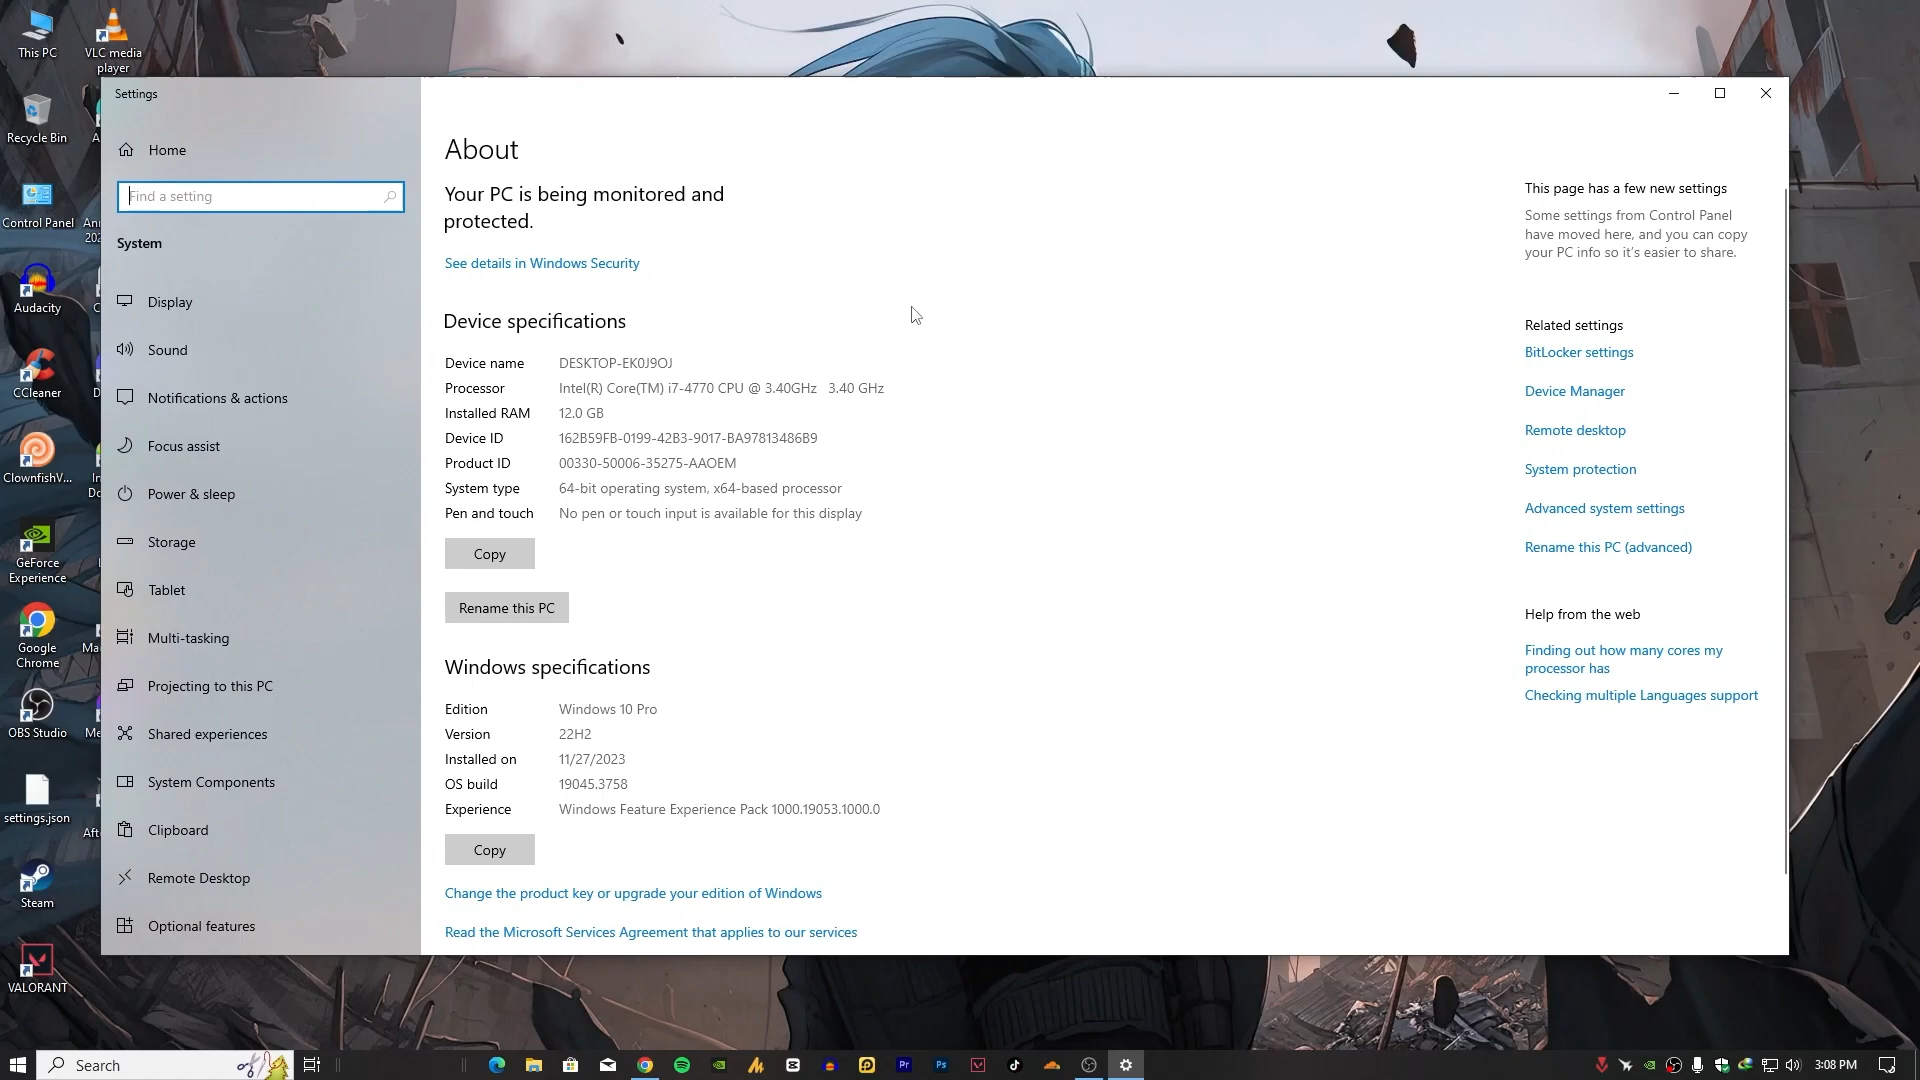 This PC
VLC media
player
Recycle Bin
Control Panel
Audacity
CCleaner
ClownfishV...
GeForce
Experience
Google
Chrome
OBS Studio
settings.json
Steam
VALORANT
Settings
Home
Find a setting
System
Display
Sound
Notifications & actions
Focus assist
Power & sleep
Storage
Tablet
Multi-tasking
Projecting to this PC
Shared experiences
System Components
Clipboard
Remote Desktop
Optional features
About
Your PC is being monitored and
protected.
See details in Windows Security
Device specifications
Device name DESKTOP-EK0J9OJ
Processor Intel(R) Core(TM) i7-4770 CPU @ 3.40GHz 3.40 GHz
Installed RAM 12.0 GB
Device ID 162B59FB-0199-42B3-9017-BA97813486B9
Product ID 00330-50006-35275-AAOEM
System type 64-bit operating system, x64-based processor
Pen and touch No pen or touch input is available for this display
Copy
Rename this PC
Windows specifications
Edition Windows 10 Pro
Version 22H2
Installed on 11/27/2023
OS build 19045.3758
Experience Windows Feature Experience Pack 1000.19053.1000.0
Copy
Change the product key or upgrade your edition of Windows
Read the Microsoft Services Agreement that applies to our services
This page has a few new settings
Some settings from Control Panel
have moved here, and you can copy
your PC info so it's easier to share.
Related settings
BitLocker settings
Device Manager
Remote desktop
System protection
Advanced system settings
Rename this PC (advanced)
Help from the web
Finding out how many cores my
processor has
Checking multiple Languages support
Search
Pr
Ps
3:08 PM